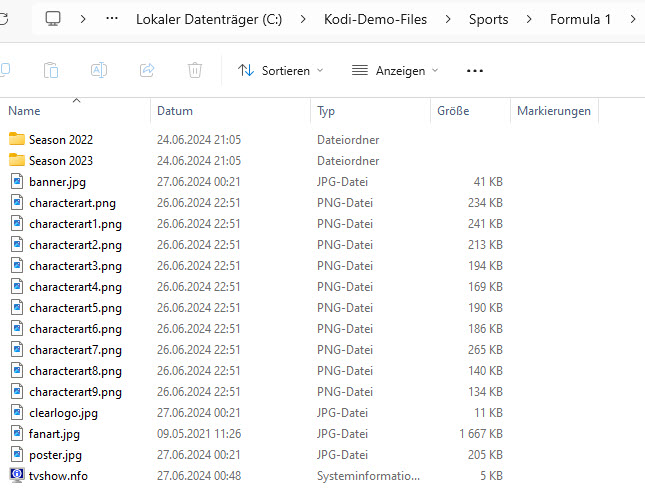 ··· Lokaler Datenträger (C:) > Kodi-Demo-Files > Sports > Formula 1 >
Sortieren Anzeigen ···
Name Datum Typ Größe Markierungen
Season 2022 24.06.2024 21:05 Dateiordner
Season 2023 24.06.2024 21:05 Dateiordner
banner.jpg 27.06.2024 00:21 JPG-Datei 41 KB
characterart.png 26.06.2024 22:51 PNG-Datei 234 KB
characterart1.png 26.06.2024 22:51 PNG-Datei 241 KB
characterart2.png 26.06.2024 22:51 PNG-Datei 213 KB
characterart3.png 26.06.2024 22:51 PNG-Datei 194 KB
characterart4.png 26.06.2024 22:51 PNG-Datei 169 KB
characterart5.png 26.06.2024 22:51 PNG-Datei 190 KB
characterart6.png 26.06.2024 22:51 PNG-Datei 186 KB
characterart7.png 26.06.2024 22:51 PNG-Datei 265 KB
characterart8.png 26.06.2024 22:51 PNG-Datei 140 KB
characterart9.png 26.06.2024 22:51 PNG-Datei 134 KB
clearlogo.jpg 27.06.2024 00:21 JPG-Datei 11 KB
fanart.jpg 09.05.2021 11:26 JPG-Datei 1 667 KB
poster.jpg 27.06.2024 00:21 JPG-Datei 205 KB
tvshow.nfo 27.06.2024 00:48 Systeminformatio... 5 KB